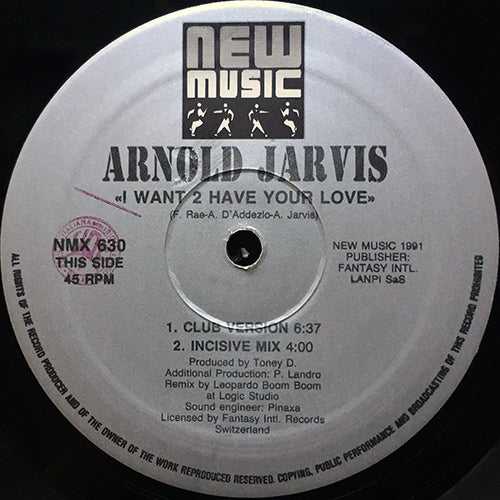 NEW
MUSIC
ARNOLD JARVIS
«I WANT 2 HAVE YOUR LOVE»
(F. Rae-A. D'Addezio-A. Jarvis)
NMX 630
THIS SIDE
45 RPM
NEW MUSIC 1991
PUBLISHER:
FANTASY INTL.
LANPI SaS
1. CLUB VERSION 6:37
2. INCISIVE MIX 4:00
Produced by Toney D.
Additional Production: P. Landro
Remix by Leopardo Boom Boom
at Logic Studio
Sound engineer: Pinaxa
Licensed by Fantasy Intl. Records
Switzerland
ALL RIGHTS OF THE RECORD PRODUCER AND OF THE OWNER OF THE WORK REPRODUCED RESERVED. COPYING, PUBLIC PERFORMANCE AND BROADCASTING OF THIS RECORD PROHIBITED